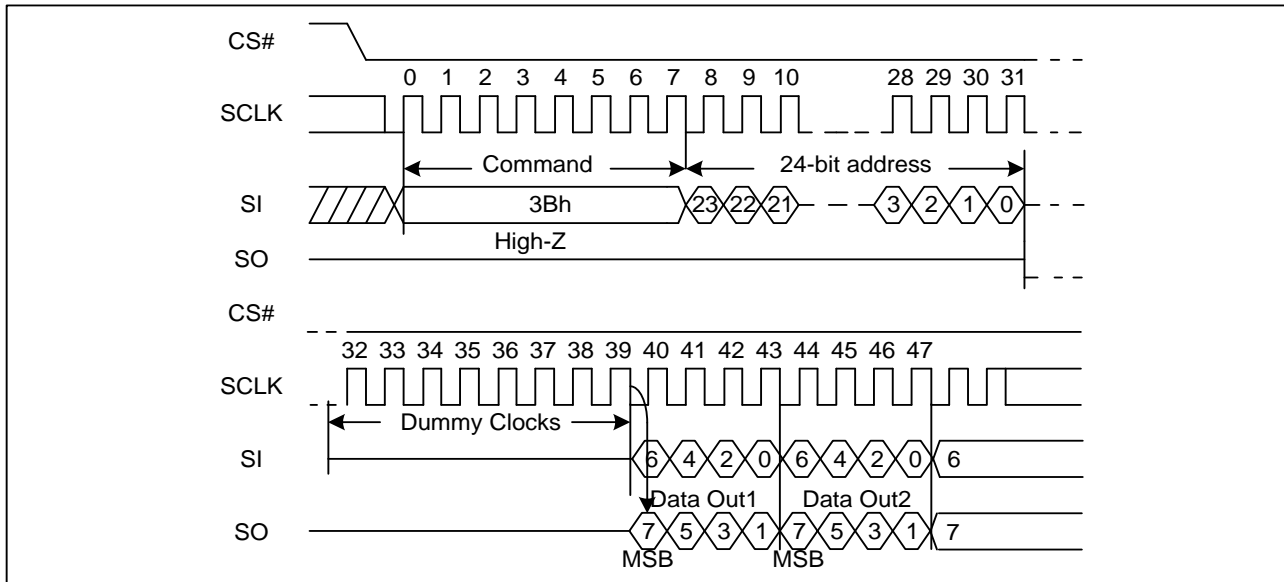 CS#
0 1 2 3 4 5 6 7 8 9 10 28 29 30 31
SCLK
Command 24-bit address
SI 3Bh 23 22 21 3 2 1 0
High-Z
SO
CS#
32 33 34 35 36 37 38 39 40 41 42 43 44 45 46 47
SCLK
Dummy Clocks
SI 6 4 2 0 6 4 2 0 6
Data Out1 Data Out2
SO 7 5 3 1 7 5 3 1 7
MSB MSB